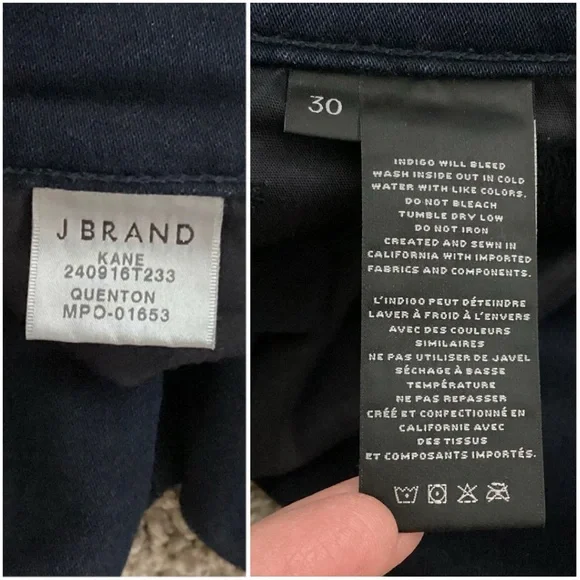 J BRAND
KANE
240916T233
QUENTON
MPO-01653
30
INDIGO WILL BLEED
WASH INSIDE OUT IN COLD
WATER WITH LIKE COLORS.
DO NOT BLEACH
TUMBLE DRY LOW
DO NOT IRON
CREATED AND SEWN IN
CALIFORNIA WITH IMPORTED
FABRICS AND COMPONENTS.
L'INDIGO PEUT DÉTEINDRE
LAVER À FROID À L'ENVERS
AVEC DES COULEURS
SIMILAIRES
NE PAS UTILISER DE JAVEL
SÉCHAGE À BASSE
TEMPÉRATURE
NE PAS REPASSER
CRÉÉ ET CONFECTIONNÉ EN
CALIFORNIE AVEC
DES TISSUS
ET COMPOSANTS IMPORTÉS.